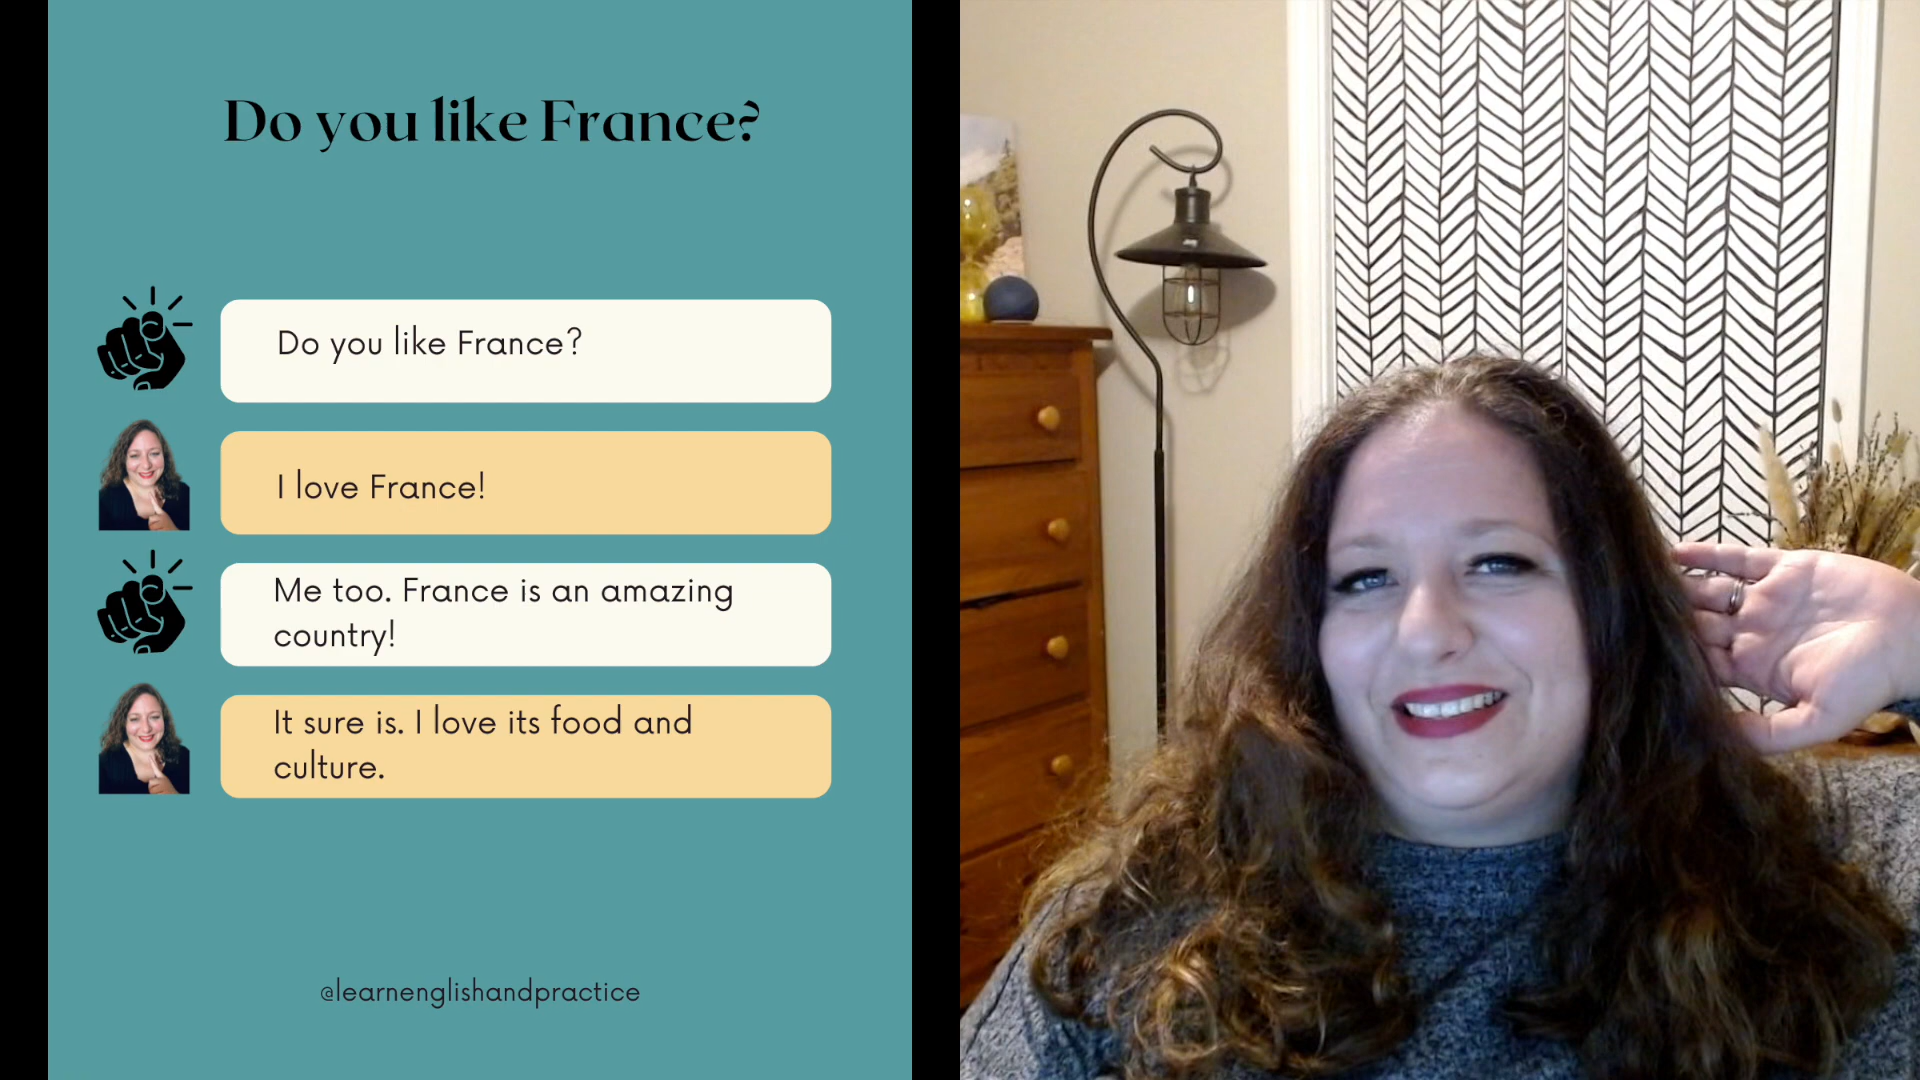 Do you like France?
Do you like France?
I love France!
Me too. France is an amazing
country!
It sure is. I love its food and
culture.
@learnenglishandpractice